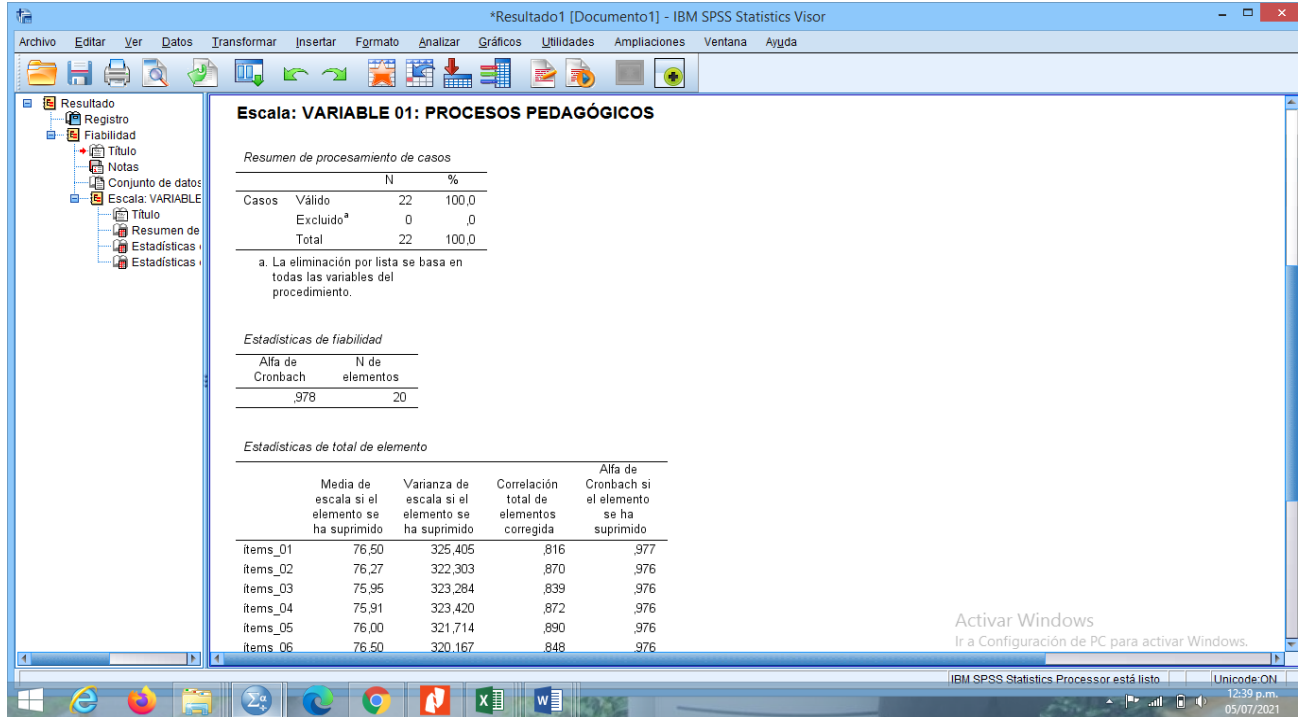 *Resultado1 [Documento1] - IBM SPSS Statistics Visor
Archivo Editar Ver Datos Transformar Insertar Formato Analizar Gráficos Utilidades Ampliaciones Ventana Ayuda
Resultado
Registro
Fiabilidad
Título
Notas
Conjunto de datos
Escala: VARIABLE
Título
Resumen de
Estadísticas
Estadísticas
Escala: VARIABLE 01: PROCESOS PEDAGÓGICOS
Resumen de procesamiento de casos
N %
Casos Válido 22 100,0
Excluido^a 0 ,0
Total 22 100,0
a. La eliminación por lista se basa en
todas las variables del
procedimiento.
Estadísticas de fiabilidad
Alfa de N de
Cronbach elementos
,978 20
Estadísticas de total de elemento
Alfa de
Media de Varianza de Correlación Cronbach si
escala si el escala si el total de el elemento
elemento se elemento se elementos se ha
ha suprimido ha suprimido corregida suprimido
ítems_01 76,50 325,405 ,816 ,977
ítems_02 76,27 322,303 ,870 ,976
ítems_03 75,95 323,284 ,839 ,976
ítems_04 75,91 323,420 ,872 ,976
ítems_05 76,00 321,714 ,890 ,976
ítems_06 76,50 320,167 ,848 ,976
Activar Windows
Ir a Configuración de PC para activar Windows.
IBM SPSS Statistics Processor está listo Unicode:ON
12:39 p.m.
05/07/2021